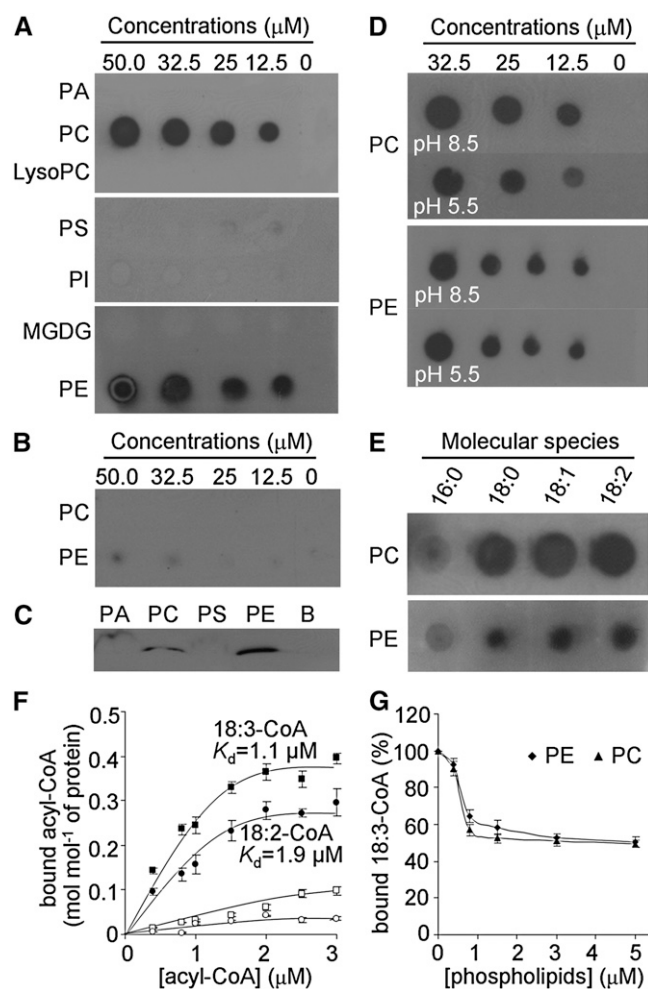 A
Concentrations (µM)
50.0 32.5 25 12.5 0
PA
PC
LysoPC
PS
PI
MGDG
PE
B
Concentrations (µM)
50.0 32.5 25 12.5 0
PC
PE
C
PA PC PS PE B
D
Concentrations (µM)
32.5 25 12.5 0
PC
pH 8.5
pH 5.5
PE
pH 8.5
pH 5.5
E
Molecular species
16:0 18:0 18:1 18:2
PC
PE
F
bound acyl-CoA
(mol mol⁻¹ of protein)
0.5
0.4
0.3
0.2
0.1
0
18:3-CoA
Kd=1.1 µM
18:2-CoA
Kd=1.9 µM
0 1 2 3
[acyl-CoA] (µM)
G
bound 18:3-CoA (%)
120
100
80
60
40
20
0
PE PC
0 1 2 3 4 5
[phospholipids] (µM)